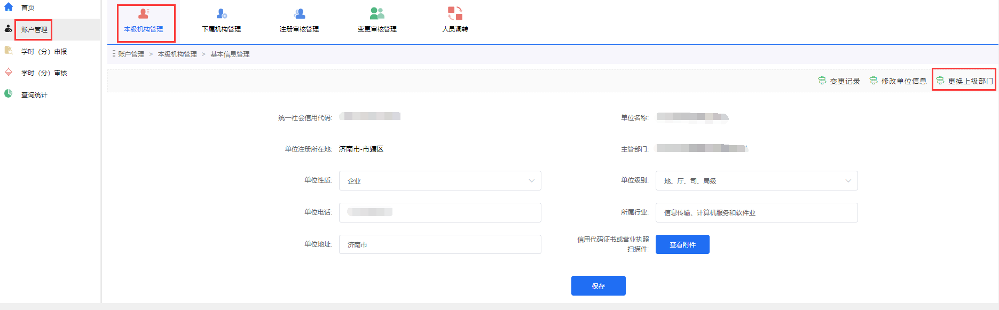 首页
账户管理
学时（分）申报
学时（分）审核
查询统计
本级机构管理
下属机构管理
注册审核管理
变更审核管理
人员调转
账户管理 > 本级机构管理 > 基本信息管理
变更记录
修改单位信息
更换上级部门
统一社会信用代码:
单位名称:
单位注册所在地: 济南市-市辖区
主管部门:
单位性质: 企业
单位级别: 地、厅、司、局级
单位电话:
所属行业: 信息传输、计算机服务和软件业
单位地址: 济南市
信用代码证书或营业执照
扫描件:
查看附件
保存